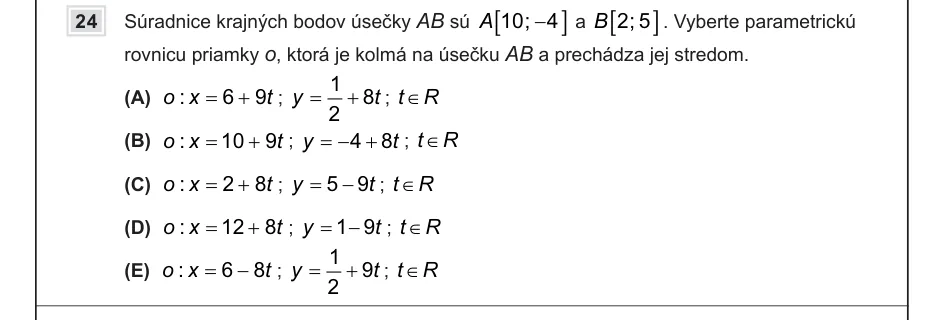 24 Súradnice krajných bodov úsečky AB sú A[10; −4] a B[2; 5]. Vyberte parametrickú
rovnicu priamky o, ktorá je kolmá na úsečku AB a prechádza jej stredom.
(A) o : x = 6 + 9t ; y = 1/2 + 8t ; t ∈ R
(B) o : x = 10 + 9t ; y = −4 + 8t ; t ∈ R
(C) o : x = 2 + 8t ; y = 5 − 9t ; t ∈ R
(D) o : x = 12 + 8t ; y = 1 − 9t ; t ∈ R
(E) o : x = 6 − 8t ; y = 1/2 + 9t ; t ∈ R